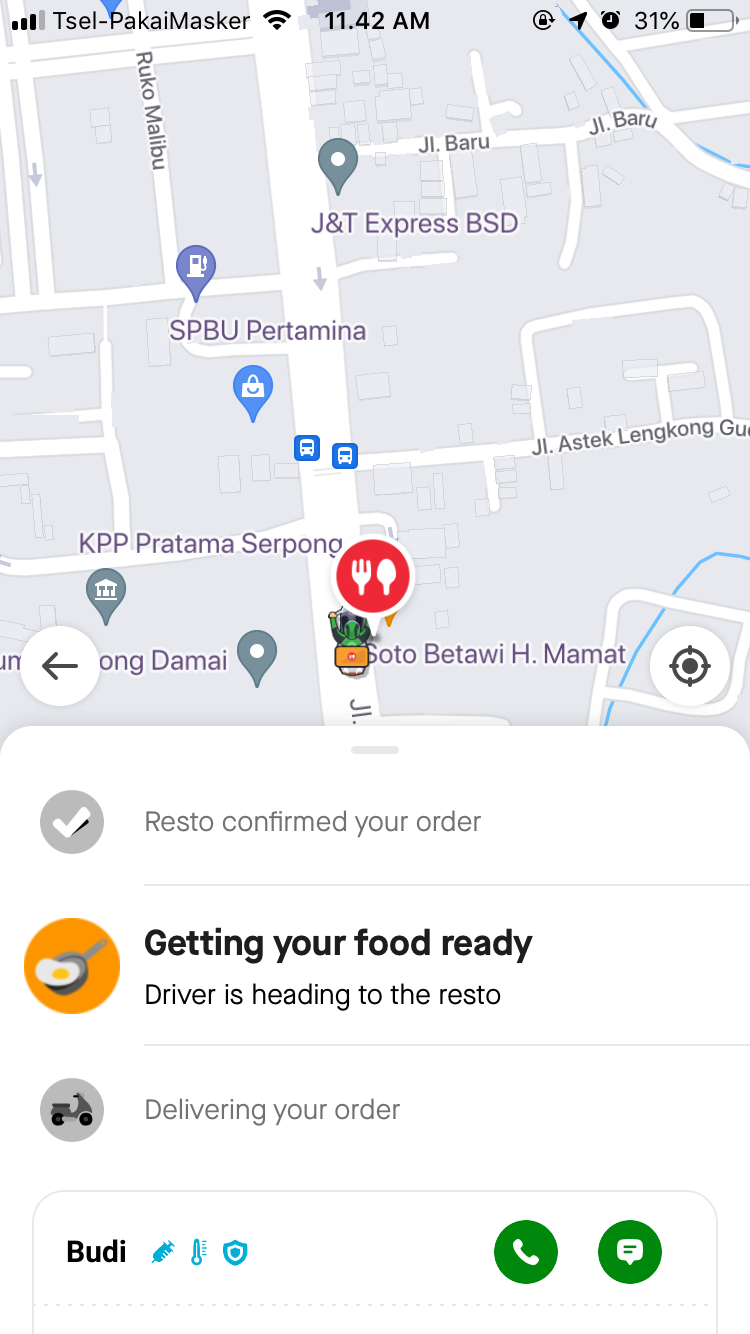 Tsel-PakaiMasker
11.42 AM
31%
Ruko Malibu
Jl. Baru
Jl. Baru
J&T Express BSD
SPBU Pertamina
Jl. Astek Lengkong Gu
KPP Pratama Serpong
ong Damai
Soto Betawi H. Mamat
Jl.
Resto confirmed your order
Getting your food ready
Driver is heading to the resto
Delivering your order
Budi